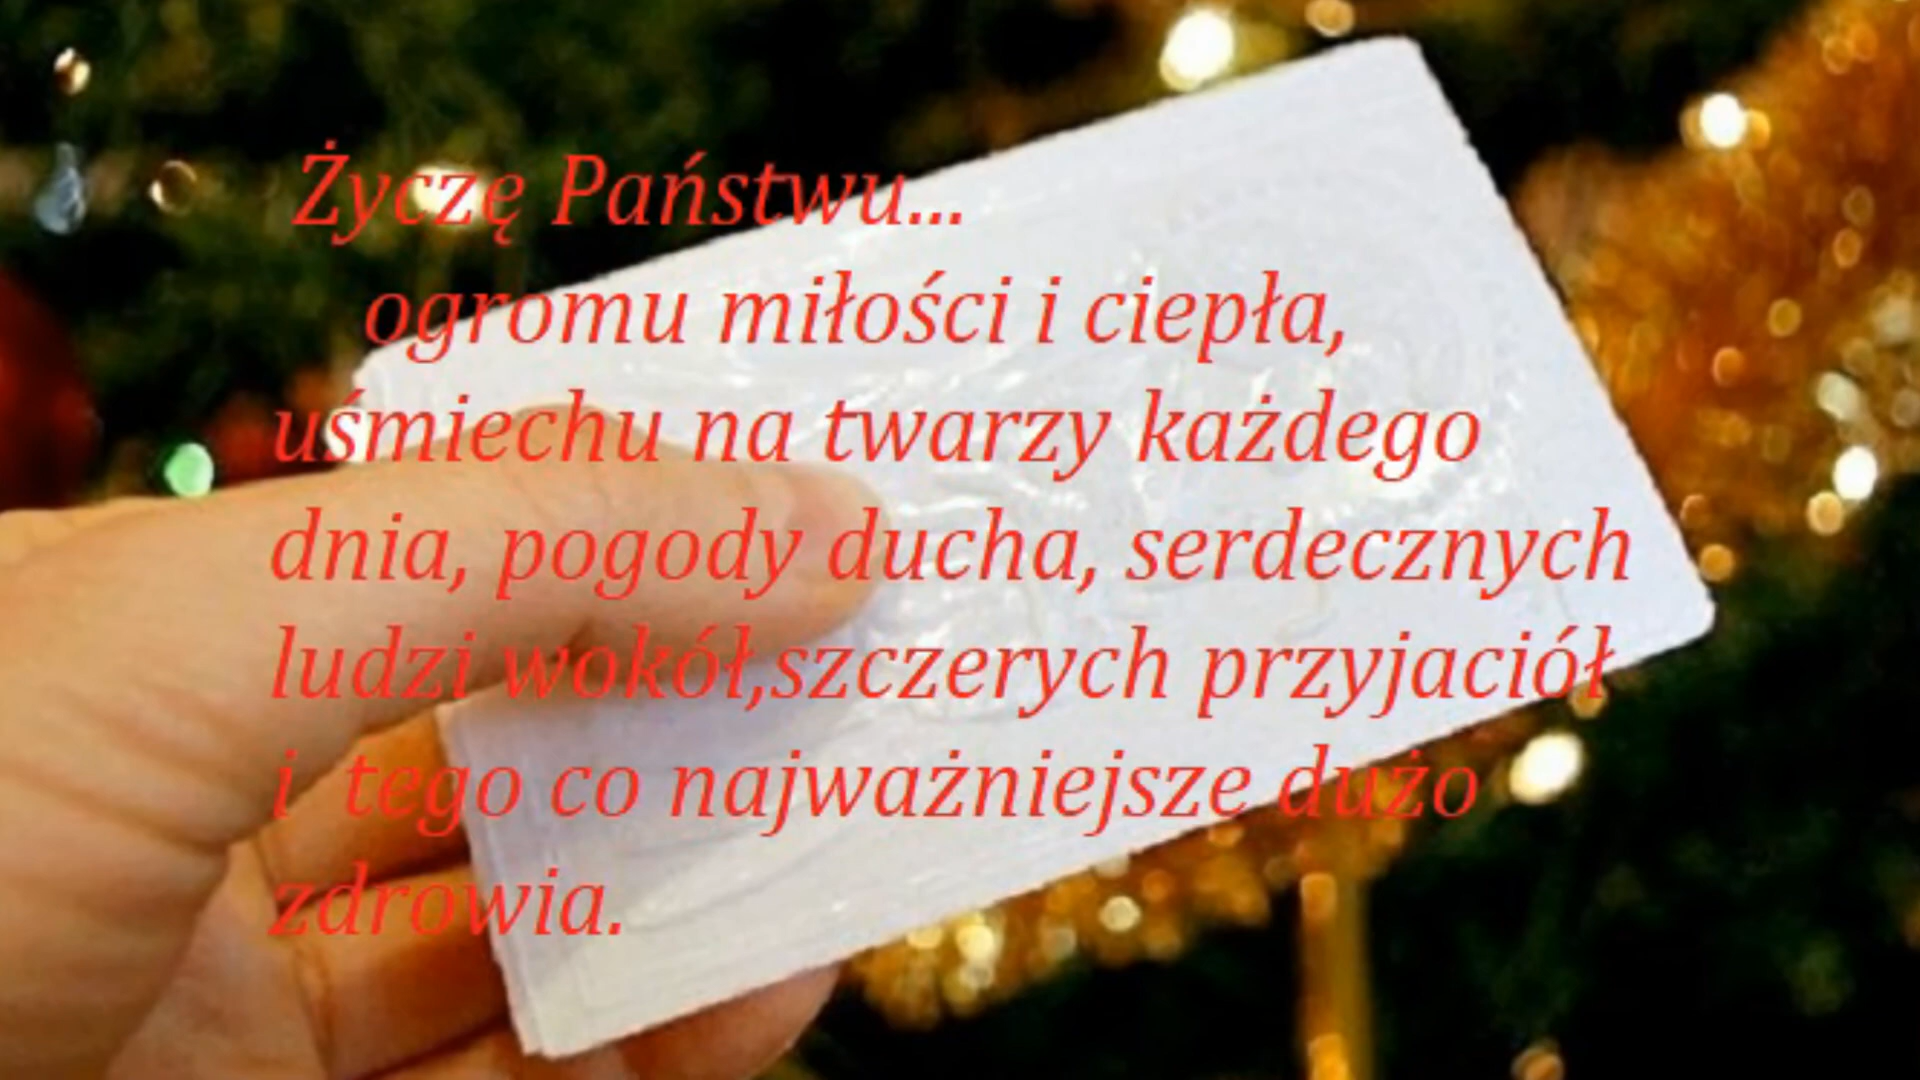 Życzę Państwu...
ogromu miłości i ciepła,
uśmiechu na twarzy każdego
dnia, pogody ducha, serdecznych
ludzi wokół,szczerych przyjaciół
i  tego co najważniejsze dużo
zdrowia.